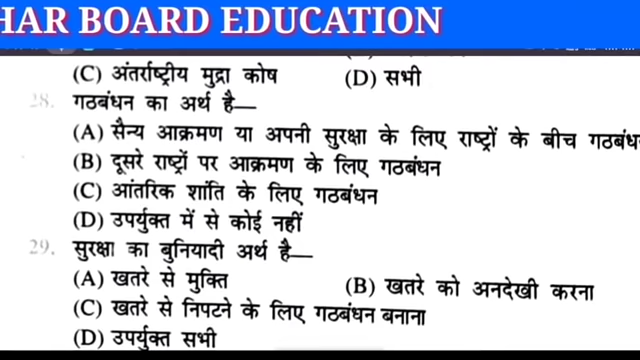 HAR BOARD EDUCATION
(C) अंतर्राष्ट्रीय मुद्रा कोष (D) सभी
28. गठबंधन का अर्थ है—
(A) सैन्य आक्रमण या अपनी सुरक्षा के लिए राष्ट्रों के बीच गठबंध
(B) दूसरे राष्ट्रों पर आक्रमण के लिए गठबंधन
(C) आंतरिक शांति के लिए गठबंधन
(D) उपर्युक्त में से कोई नहीं
29. सुरक्षा का बुनियादी अर्थ है—
(A) खतरे से मुक्ति (B) खतरे को अनदेखी करना
(C) खतरे से निपटने के लिए गठबंधन बनाना
(D) उपर्युक्त सभी